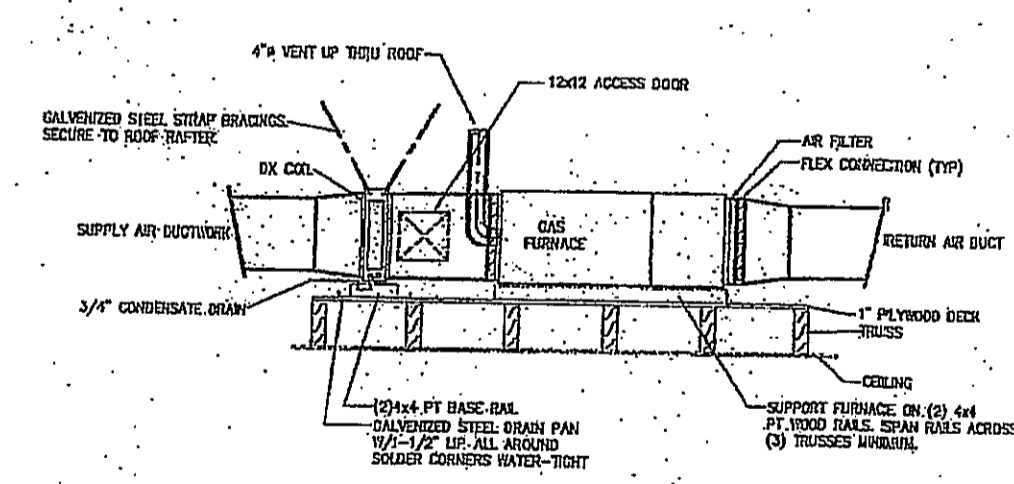 4"ø VENT UP THRU ROOF
12x12 ACCESS DOOR
GALVENIZED STEEL STRAP BRACINGS.
SECURE TO ROOF RAFTER.
AIR FILTER
FLEX CONNECTION (TYP)
DX COIL
SUPPLY AIR DUCTWORK
GAS
FURNACE
RETURN AIR DUCT
3/4" CONDENSATE DRAIN
1" PLYWOOD DECK
TRUSS
CEILING
(2)4x4 PT BASE RAIL
GALVENIZED STEEL DRAIN PAN
W/1-1/2" LIP ALL AROUND
SOLDER CORNERS WATER-TIGHT
SUPPORT FURNACE ON (2) 4x4
PT WOOD RAILS. SPAN RAILS ACROSS
(3) TRUSSES MINIMUM.